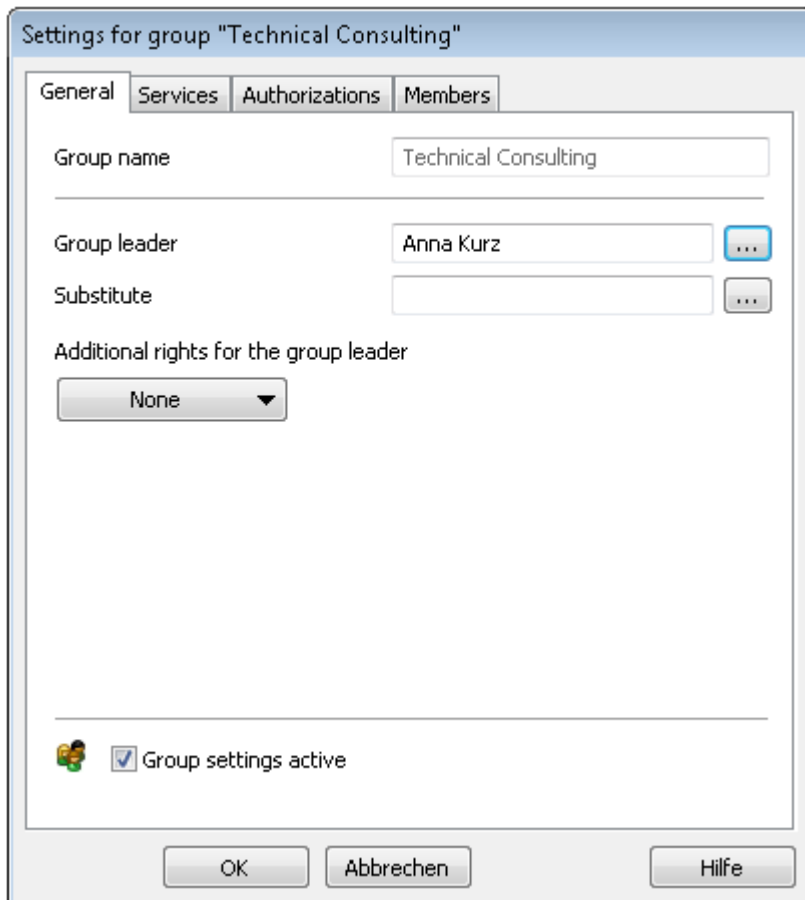 Settings for group "Technical Consulting"
General Services Authorizations Members
Group name Technical Consulting
Group leader Anna Kurz ...
Substitute ...
Additional rights for the group leader
None
Group settings active
OK Abbrechen Hilfe